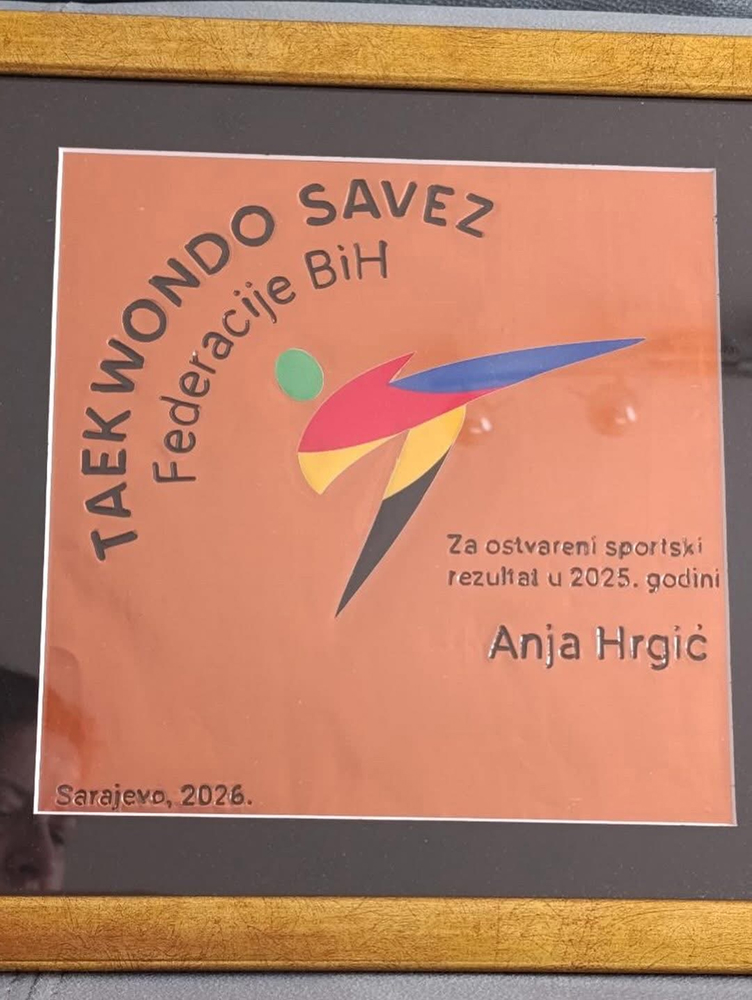 TAEKWONDO SAVEZ
Federacije BiH
Za ostvareni sportski
rezultat u 2025. godini
Anja Hrgić
Sarajevo, 2026.